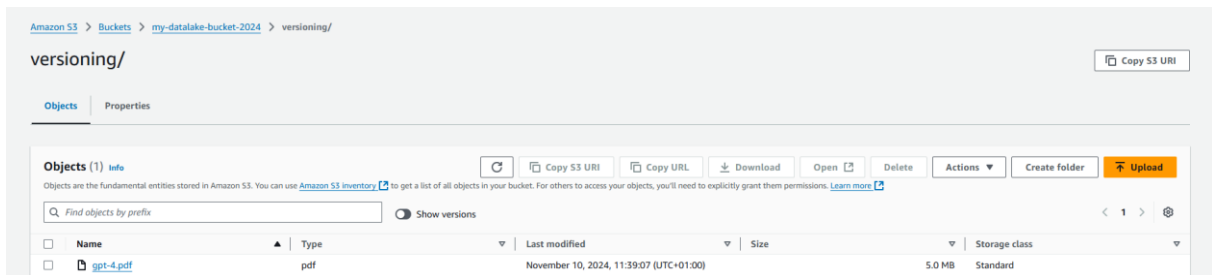 Amazon S3 > Buckets > my-datalake-bucket-2024 > versioning/
versioning/
Copy S3 URI
Objects Properties
Objects (1) Info
Copy S3 URI Copy URL Download Open Delete Actions Create folder Upload
Objects are the fundamental entities stored in Amazon S3. You can use Amazon S3 inventory to get a list of all objects in your bucket. For others to access your objects, you'll need to explicitly grant them permissions. Learn more
Find objects by prefix Show versions 1
Name Type Last modified Size Storage class
gpt-4.pdf pdf November 10, 2024, 11:39:07 (UTC+01:00) 5.0 MB Standard